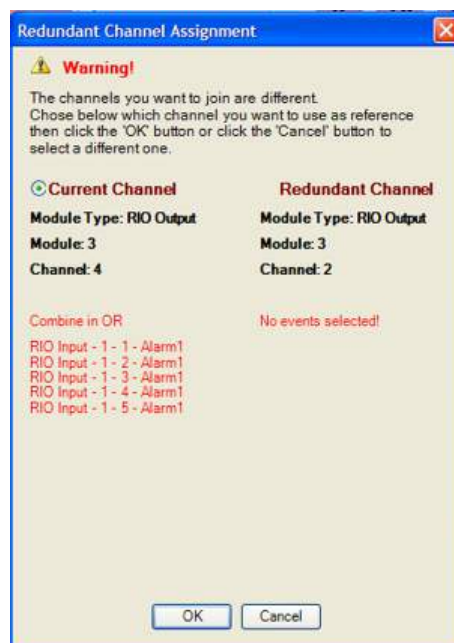 Redundant Channel Assignment
Warning!
The channels you want to join are different.
Chose below which channel you want to use as reference
then click the 'OK' button or click the 'Cancel' button to
select a different one.
Current Channel
Redundant Channel
Module Type: RIO Output
Module Type: RIO Output
Module: 3
Module: 3
Channel: 4
Channel: 2
Combine in OR
No events selected!
RIO Input - 1 - 1 - Alarm1
RIO Input - 1 - 2 - Alarm1
RIO Input - 1 - 3 - Alarm1
RIO Input - 1 - 4 - Alarm1
RIO Input - 1 - 5 - Alarm1
OK
Cancel